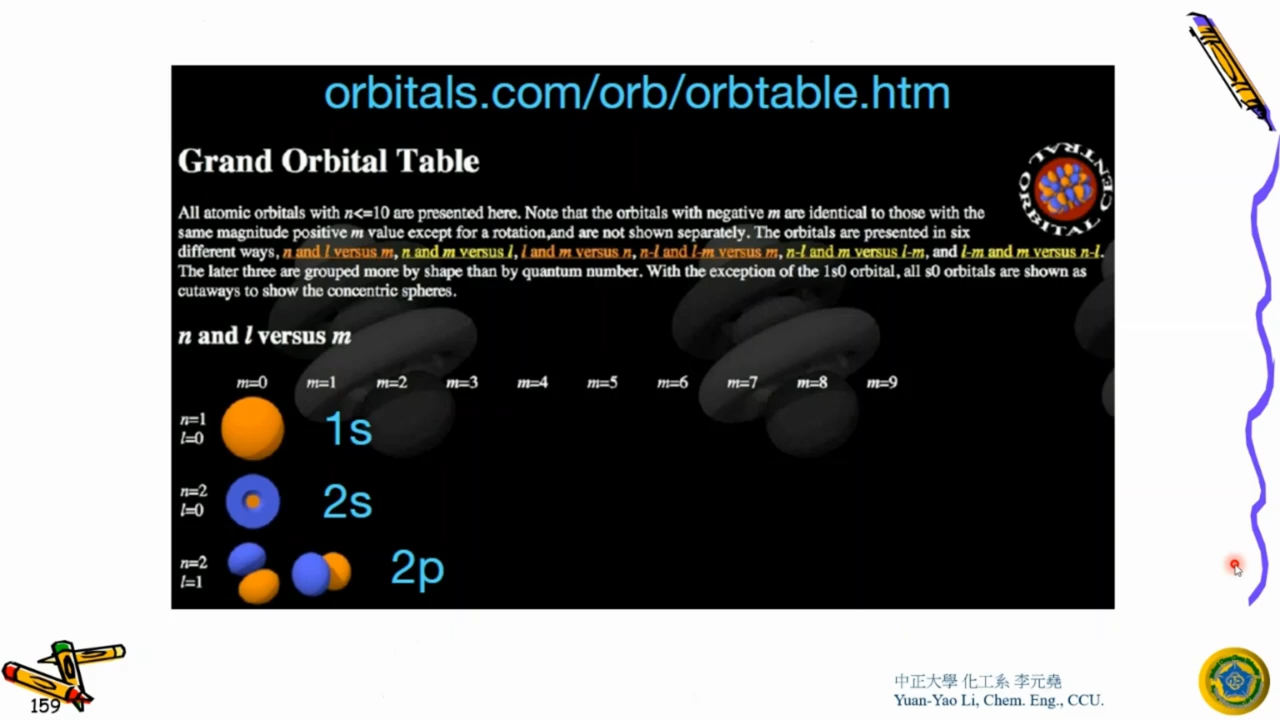 orbitals.com/orb/orbtable.htm
Grand Orbital Table
CENTRAL ORBITAL
All atomic orbitals with n<=10 are presented here. Note that the orbitals with negative m are identical to those with the
same magnitude positive m value except for a rotation,and are not shown separately. The orbitals are presented in six
different ways, n and l versus m, n and m versus l, l and m versus n, n-l and l-m versus m, n-l and m versus l-m, and l-m and m versus n-l.
The later three are grouped more by shape than by quantum number. With the exception of the 1s0 orbital, all s0 orbitals are shown as
cutaways to show the concentric spheres.
n and l versus m
m=0 m=1 m=2 m=3 m=4 m=5 m=6 m=7 m=8 m=9
n=1
l=0
1s
n=2
l=0
2s
n=2
l=1
2p
159
中正大學 化工系 李元堯
Yuan-Yao Li, Chem. Eng., CCU.